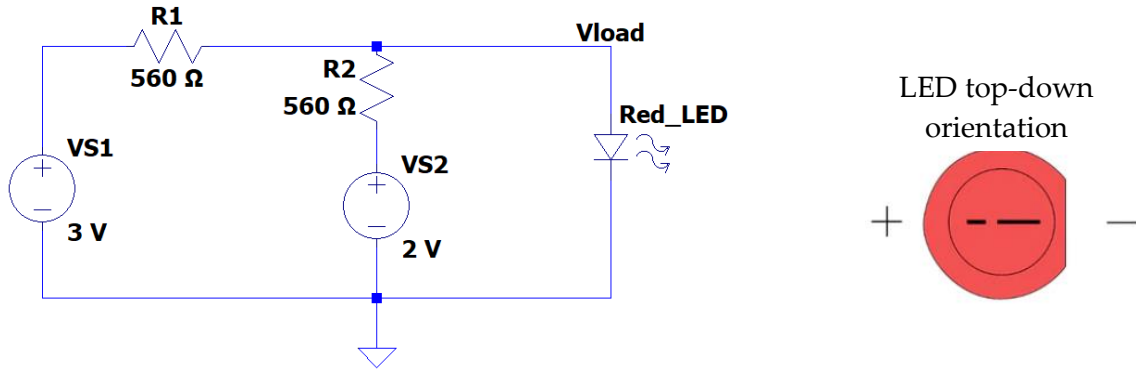 R1
560 Ω
R2
560 Ω
VS1
3 V
VS2
2 V
Vload
Red_LED
LED top-down
orientation
+ −